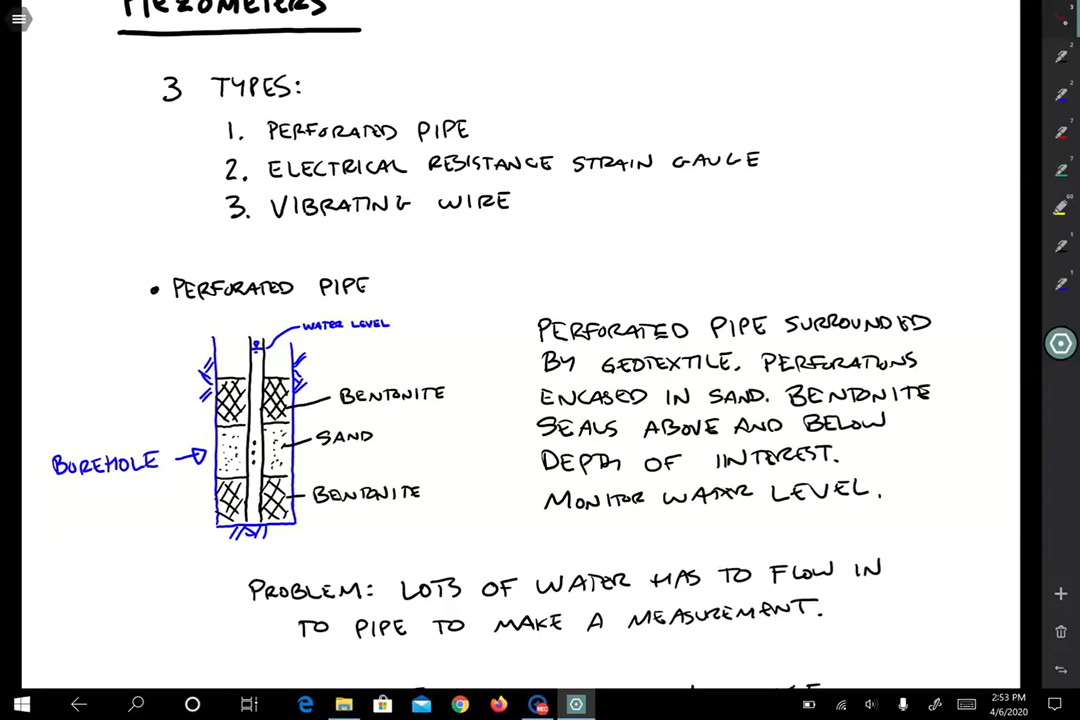 PIEZOMETERS
3 TYPES:
1. PERFORATED PIPE
2. ELECTRICAL RESISTANCE STRAIN GAUGE
3. VIBRATING WIRE
• PERFORATED PIPE
WATER LEVEL
BENTONITE
SAND
BOREHOLE
BENTONITE
PERFORATED PIPE SURROUNDED
BY GEOTEXTILE. PERFORATIONS
ENCASED IN SAND. BENTONITE
SEALS ABOVE AND BELOW
DEPTH OF INTEREST.
MONITOR WATER LEVEL.
PROBLEM: LOTS OF WATER HAS TO FLOW IN
TO PIPE TO MAKE A MEASUREMENT.
2:53 PM
4/6/2020